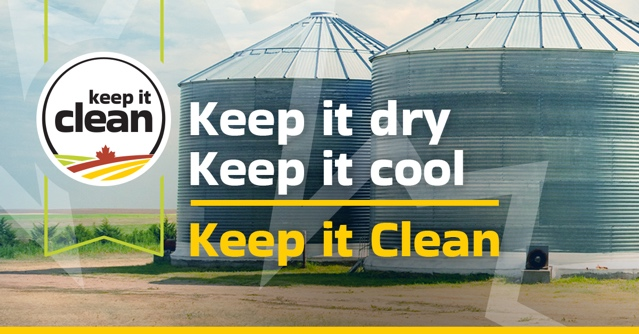 keep it
clean
Keep it dry
Keep it cool
Keep it Clean